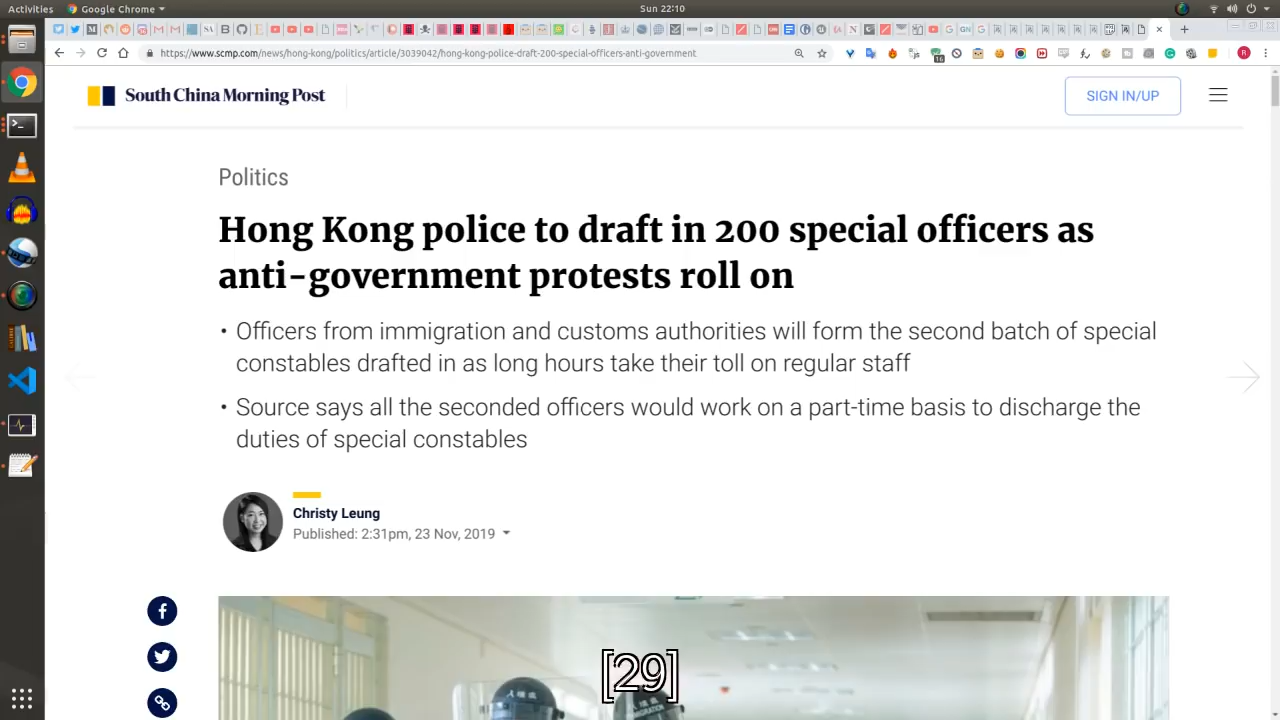 Activities
Google Chrome
Sun 22:10
https://www.scmp.com/news/hong-kong/politics/article/3039042/hong-kong-police-draft-200-special-officers-anti-government
16
R
South China Morning Post
SIGN IN/UP
Politics
Hong Kong police to draft in 200 special officers as
anti-government protests roll on
• Officers from immigration and customs authorities will form the second batch of special
constables drafted in as long hours take their toll on regular staff
• Source says all the seconded officers would work on a part-time basis to discharge the
duties of special constables
Christy Leung
Published: 2:31pm, 23 Nov, 2019
[29]